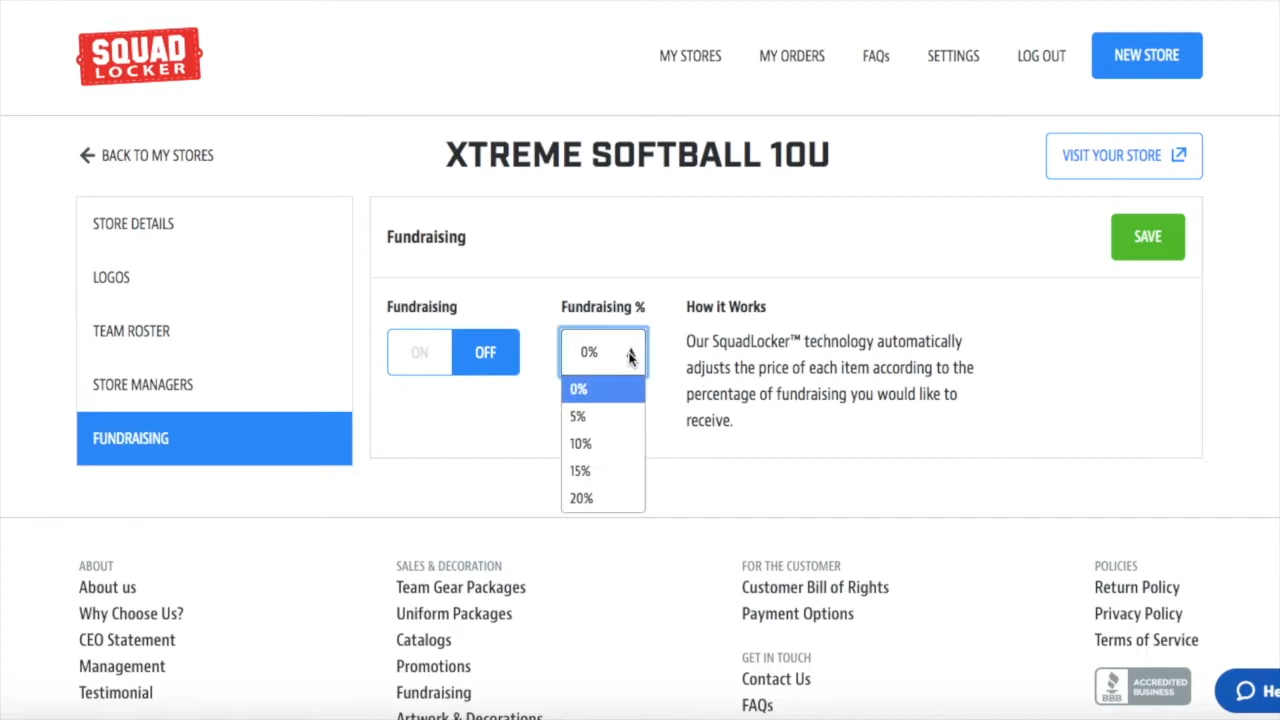 SQUAD
LOCKER
MY STORES
MY ORDERS
FAQs
SETTINGS
LOG OUT
NEW STORE
BACK TO MY STORES
XTREME SOFTBALL 10U
VISIT YOUR STORE
STORE DETAILS
LOGOS
TEAM ROSTER
STORE MANAGERS
FUNDRAISING
Fundraising
SAVE
Fundraising
ON
OFF
Fundraising %
0%
0%
5%
10%
15%
20%
How it Works
Our SquadLocker™ technology automatically
adjusts the price of each item according to the
percentage of fundraising you would like to
receive.
ABOUT
About us
Why Choose Us?
CEO Statement
Management
Testimonial
SALES & DECORATION
Team Gear Packages
Uniform Packages
Catalogs
Promotions
Fundraising
Artwork & Decorations
FOR THE CUSTOMER
Customer Bill of Rights
Payment Options
GET IN TOUCH
Contact Us
FAQs
POLICIES
Return Policy
Privacy Policy
Terms of Service
BBB
ACCREDITED
BUSINESS
He